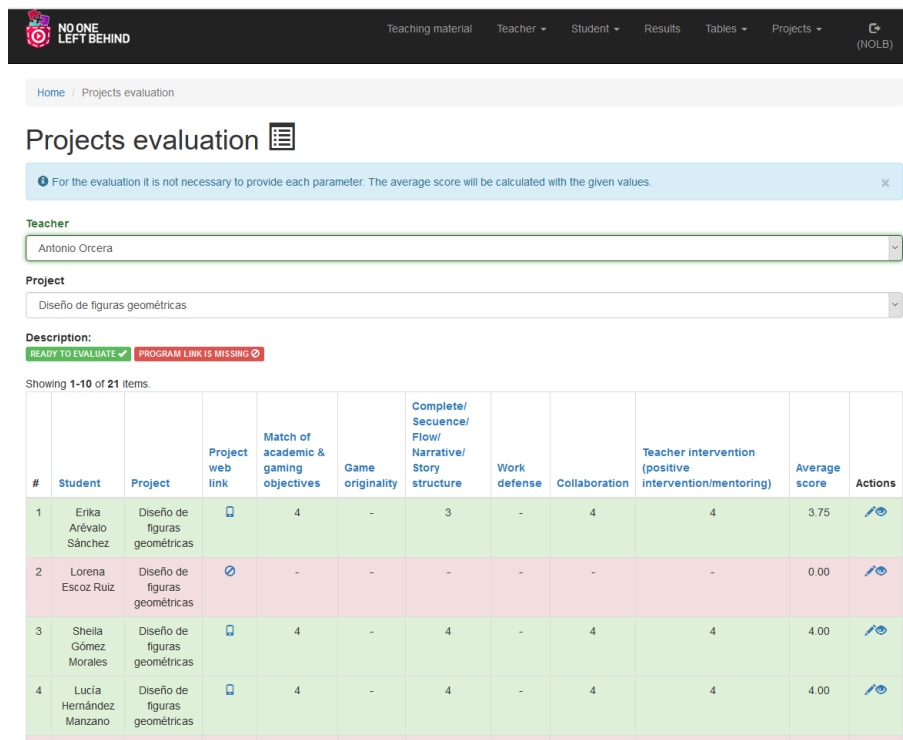 NO ONE
LEFT BEHIND
Teaching material
Teacher
Student
Results
Tables
Projects
(NOLB)
Home / Projects evaluation
Projects evaluation
For the evaluation it is not necessary to provide each parameter. The average score will be calculated with the given values. ×
Teacher
Antonio Orcera
Project
Diseño de figuras geométricas
Description:
READY TO EVALUATE ✔ PROGRAM LINK IS MISSING
Showing 1-10 of 21 items.
#
Student
Project
Project
web
link
Match of
academic &
gaming
objectives
Game
originality
Complete/
Secuence/
Flow/
Narrative/
Story
structure
Work
defense
Collaboration
Teacher intervention
(positive
intervention/mentoring)
Average
score
Actions
1
Erika
Arévalo
Sánchez
Diseño de
figuras
geométricas
4
-
3
-
4
4
3.75
2
Lorena
Escoz Ruiz
Diseño de
figuras
geométricas
-
-
-
-
-
-
0.00
3
Sheila
Gómez
Morales
Diseño de
figuras
geométricas
4
-
4
-
4
4
4.00
4
Lucía
Hernández
Manzano
Diseño de
figuras
geométricas
4
-
4
-
4
4
4.00